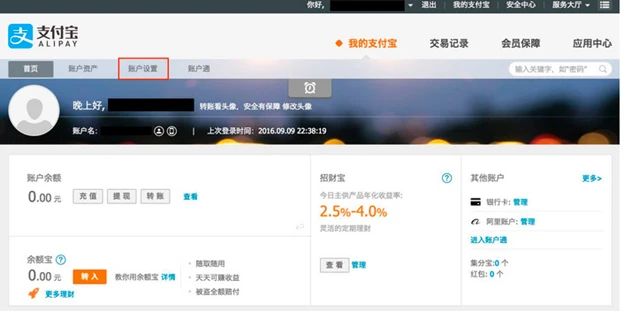 你好, 退出 我的支付宝 安全中心 服务大厅
支付宝
ALIPAY
我的支付宝 交易记录 会员保障 应用中心
首页 账户资产 账户设置 账户通
输入关键字，如“密码”
晚上好, 转账看头像，安全有保障 修改头像
账户名: 上次登录时间：2016.09.09 22:38:19
账户余额
0.00 元 充 值 提 现 转 账 查看
余额宝
0.00 元 转 入 教你用余额宝 详情
更多理财
随取随用
天天可赚收益
被盗全额赔付
招财宝
今日主供产品年化收益率:
2.5%-4.0%
灵活的定期理财
查 看 管理
其他账户 更多>
银行卡: 管理
阿里账户: 管理
进入账户通
集分宝:0 个
红包: 0 个